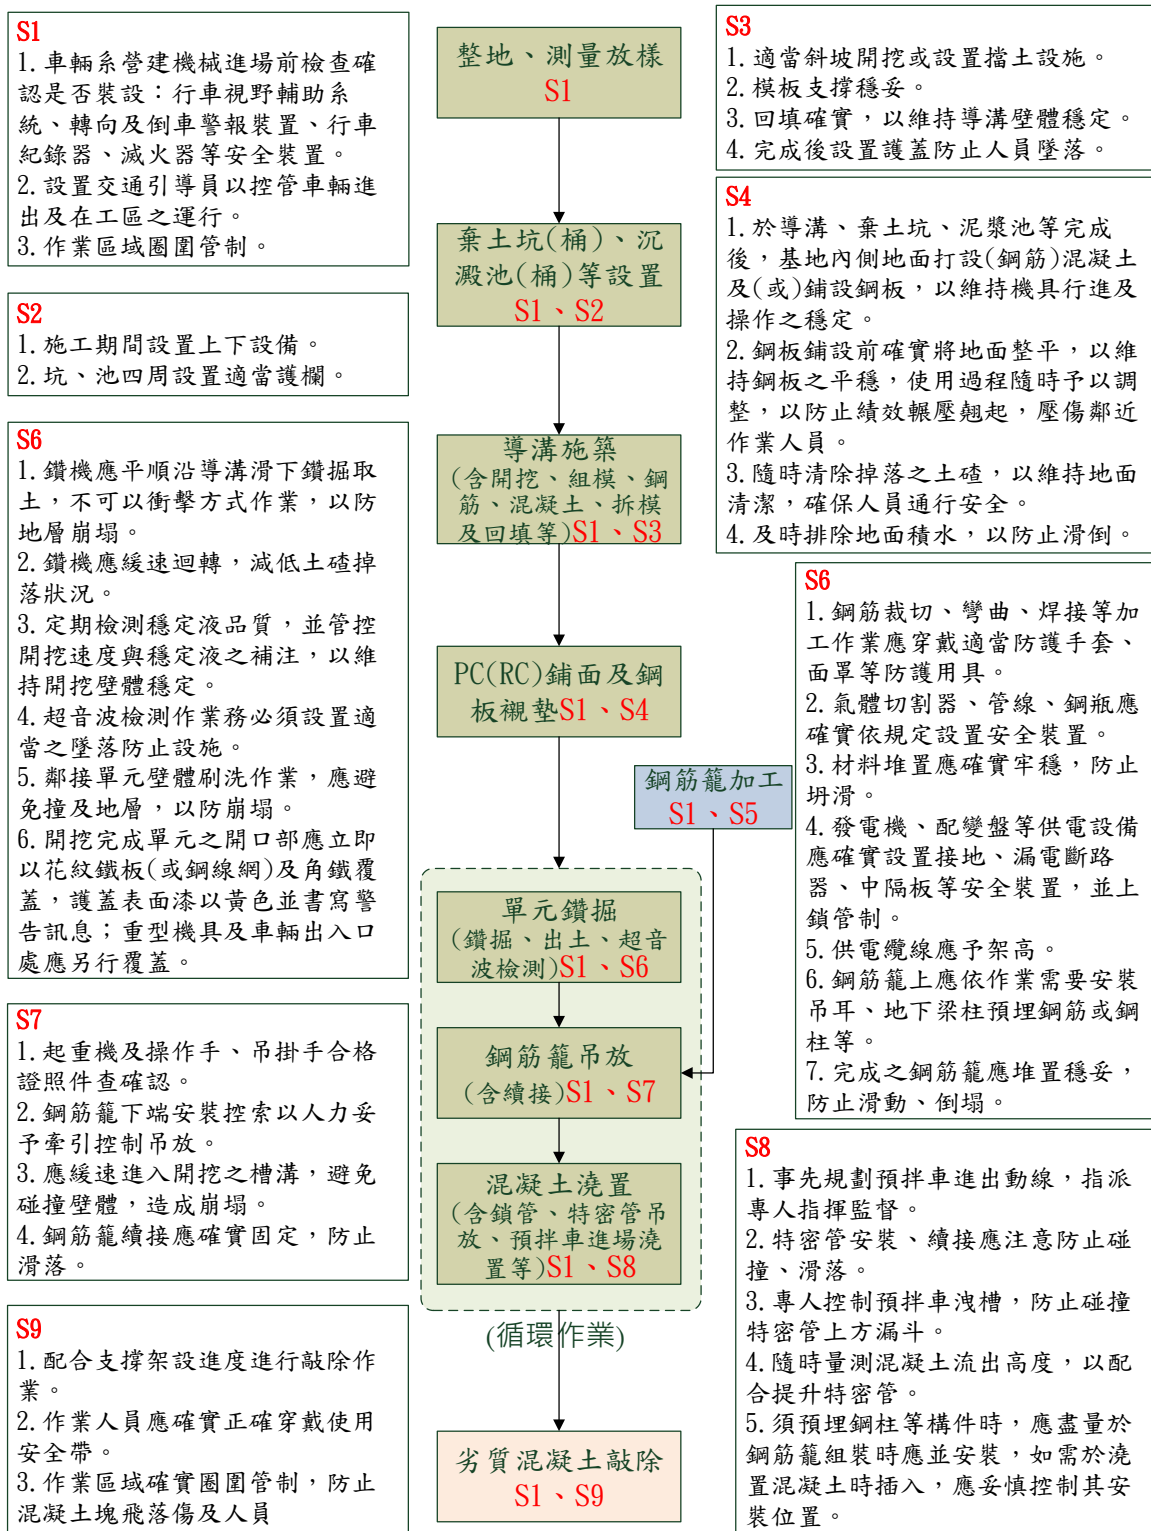 S1
1.車輛系營建機械進場前檢查確
認是否裝設：行車視野輔助系
統、轉向及倒車警報裝置、行車
紀錄器、滅火器等安全裝置。
2.設置交通引導員以控管車輛進
出及在工區之運行。
3.作業區域圈圍管制。
S2
1.施工期間設置上下設備。
2.坑、池四周設置適當護欄。
S6
1.鑽機應平順沿導溝滑下鑽掘取
土，不可以衝擊方式作業，以防
地層崩塌。
2.鑽機應緩速迴轉，減低土碴掉
落狀況。
3.定期檢測穩定液品質，並管控
開挖速度與穩定液之補注，以維
持開挖壁體穩定。
4.超音波檢測作業務必須設置適
當之墜落防止設施。
5.鄰接單元壁體刷洗作業，應避
免撞及地層，以防崩塌。
6.開挖完成單元之開口部應立即
以花紋鐵板(或鋼線網)及角鐵覆
蓋，護蓋表面漆以黃色並書寫警
告訊息；重型機具及車輛出入口
處應另行覆蓋。
S7
1.起重機及操作手、吊掛手合格
證照件查確認。
2.鋼筋籠下端安裝控索以人力妥
予牽引控制吊放。
3.應緩速進入開挖之槽溝，避免
碰撞壁體，造成崩塌。
4.鋼筋籠續接應確實固定，防止
滑落。
S9
1.配合支撐架設進度進行敲除作
業。
2.作業人員應確實正確穿戴使用
安全帶。
3.作業區域確實圈圍管制，防止
混凝土塊飛落傷及人員
整地、測量放樣
S1
棄土坑(桶)、沉
澱池(桶)等設置
S1、S2
導溝施築
(含開挖、組模、鋼
筋、混凝土、拆模
及回填等)S1、S3
PC(RC)鋪面及鋼
板襯墊S1、S4
鋼筋籠加工
S1、S5
單元鑽掘
(鑽掘、出土、超音
波檢測)S1、S6
鋼筋籠吊放
(含續接)S1、S7
混凝土澆置
(含鎖管、特密管吊
放、預拌車進場澆
置等)S1、S8
(循環作業)
劣質混凝土敲除
S1、S9
S3
1.適當斜坡開挖或設置擋土設施。
2.模板支撐穩妥。
3.回填確實，以維持導溝壁體穩定。
4.完成後設置護蓋防止人員墜落。
S4
1.於導溝、棄土坑、泥漿池等完成
後，基地內側地面打設(鋼筋)混凝土
及(或)鋪設鋼板，以維持機具行進及
操作之穩定。
2.鋼板鋪設前確實將地面整平，以維
持鋼板之平穩，使用過程隨時予以調
整，以防止績效輾壓翹起，壓傷鄰近
作業人員。
3.隨時清除掉落之土碴，以維持地面
清潔，確保人員通行安全。
4.及時排除地面積水，以防止滑倒。
S6
1.鋼筋裁切、彎曲、焊接等加
工作業應穿戴適當防護手套、
面罩等防護用具。
2.氣體切割器、管線、鋼瓶應
確實依規定設置安全裝置。
3.材料堆置應確實牢穩，防止
坍滑。
4.發電機、配變盤等供電設備
應確實設置接地、漏電斷路
器、中隔板等安全裝置，並上
鎖管制。
5.供電纜線應予架高。
6.鋼筋籠上應依作業需要安裝
吊耳、地下梁柱預埋鋼筋或鋼
柱等。
7.完成之鋼筋籠應堆置穩妥，
防止滑動、倒塌。
S8
1.事先規劃預拌車進出動線，指派
專人指揮監督。
2.特密管安裝、續接應注意防止碰
撞、滑落。
3.專人控制預拌車洩槽，防止碰撞
特密管上方漏斗。
4.隨時量測混凝土流出高度，以配
合提升特密管。
5.須預埋鋼柱等構件時，應盡量於
鋼筋籠組裝時應並安裝，如需於澆
置混凝土時插入，應妥慎控制其安
裝位置。